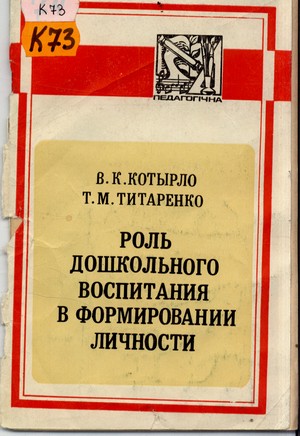 К73
К73
ПЕДАГОГІЧНА
В. К. КОТЫРЛО
Т. М. ТИТАРЕНКО
РОЛЬ
ДОШКОЛЬНОГО
ВОСПИТАНИЯ
В ФОРМИРОВАНИИ
ЛИЧНОСТИ